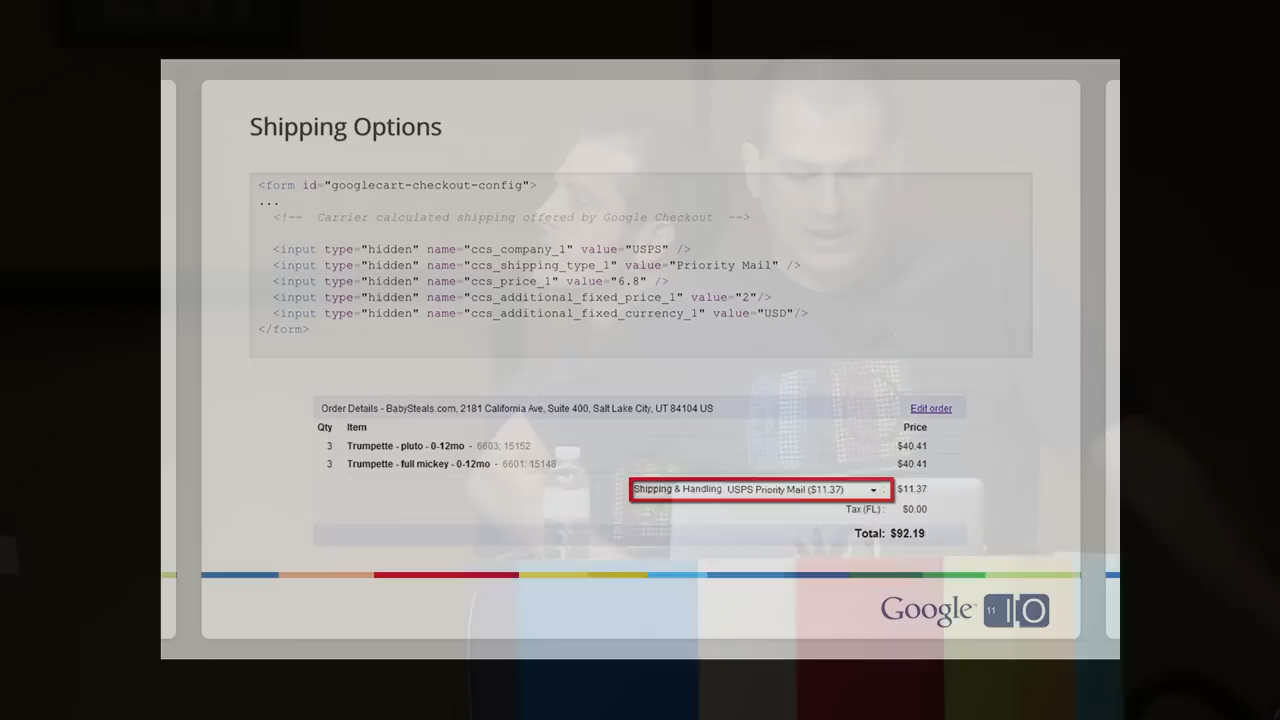 Shipping Options
<form id="googlecart-checkout-config">
...
<!--  Carrier calculated shipping offered by Google Checkout  -->
<input type="hidden" name="ccs_company_1" value="USPS" />
<input type="hidden" name="ccs_shipping_type_1" value="Priority Mail" />
<input type="hidden" name="ccs_price_1" value="6.8" />
<input type="hidden" name="ccs_additional_fixed_price_1" value="2"/>
<input type="hidden" name="ccs_additional_fixed_currency_1" value="USD"/>
</form>
Order Details - BabySteals.com, 2181 California Ave, Suite 400, Salt Lake City, UT 84104 US Edit order
Qty Item Price
3 Trumpette - pluto - 0-12mo - 6603; 15152 $40.41
3 Trumpette - full mickey - 0-12mo - 6601; 15148 $40.41
Shipping & Handling USPS Priority Mail ($11.37) : $11.37
Tax (FL) : $0.00
Total: $92.19
Google 11 IO